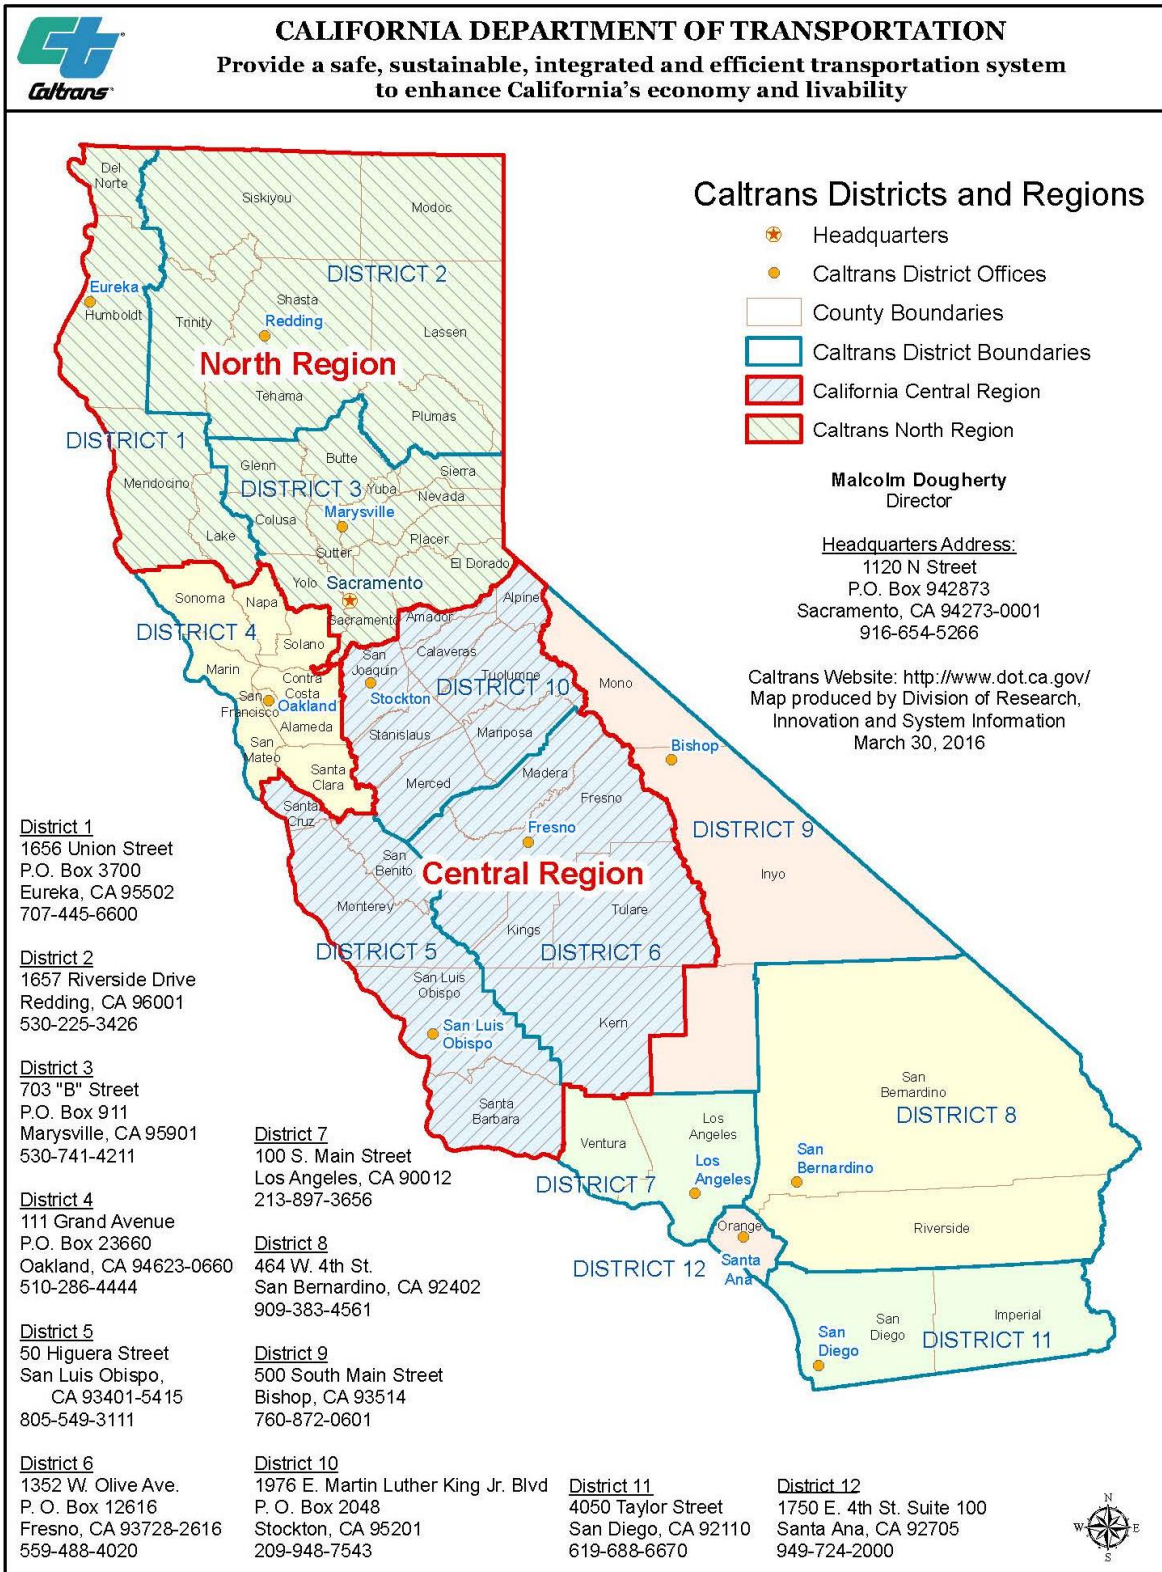 CALIFORNIA DEPARTMENT OF TRANSPORTATION
Provide a safe, sustainable, integrated and efficient transportation system
to enhance California's economy and livability
Caltrans
Caltrans Districts and Regions
Headquarters
Caltrans District Offices
County Boundaries
Caltrans District Boundaries
California Central Region
Caltrans North Region
Malcolm Dougherty
Director
Headquarters Address:
1120 N Street
P.O. Box 942873
Sacramento, CA 94273-0001
916-654-5266
Caltrans Website: http://www.dot.ca.gov/
Map produced by Division of Research,
Innovation and System Information
March 30, 2016
Del
Norte
Siskiyou
Modoc
DISTRICT 2
Eureka
Humboldt
Trinity
Shasta
Redding
Lassen
North Region
Tehama
Plumas
DISTRICT 1
Mendocino
Glenn
Butte
Sierra
DISTRICT 3
Yuba
Nevada
Colusa
Marysville
Lake
Sutter
Placer
El Dorado
Yolo
Sacramento
Sacramento
Sonoma
Napa
DISTRICT 4
Solano
Marin
Contra
Costa
San
Francisco
Oakland
Alameda
San
Mateo
Santa
Clara
Alpine
Amador
Calaveras
San
Joaquin
Tuolumne
DISTRICT 10
Stockton
Stanislaus
Mariposa
Merced
Mono
Bishop
DISTRICT 9
Inyo
Madera
Fresno
Fresno
Central Region
Tulare
Kings
DISTRICT 6
Kern
Santa
Cruz
San
Benito
Monterey
DISTRICT 5
San Luis
Obispo
San Luis
Obispo
Santa
Barbara
Ventura
Los
Angeles
Los
Angeles
DISTRICT 7
San
Bernardino
DISTRICT 8
San
Bernardino
Riverside
Orange
Santa
Ana
DISTRICT 12
San
Diego
Imperial
San
Diego
DISTRICT 11
District 1
1656 Union Street
P.O. Box 3700
Eureka, CA 95502
707-445-6600
District 2
1657 Riverside Drive
Redding, CA 96001
530-225-3426
District 3
703 "B" Street
P.O. Box 911
Marysville, CA 95901
530-741-4211
District 4
111 Grand Avenue
P.O. Box 23660
Oakland, CA 94623-0660
510-286-4444
District 5
50 Higuera Street
San Luis Obispo,
CA 93401-5415
805-549-3111
District 6
1352 W. Olive Ave.
P. O. Box 12616
Fresno, CA 93728-2616
559-488-4020
District 7
100 S. Main Street
Los Angeles, CA 90012
213-897-3656
District 8
464 W. 4th St.
San Bernardino, CA 92402
909-383-4561
District 9
500 South Main Street
Bishop, CA 93514
760-872-0601
District 10
1976 E. Martin Luther King Jr. Blvd
P. O. Box 2048
Stockton, CA 95201
209-948-7543
District 11
4050 Taylor Street
San Diego, CA 92110
619-688-6670
District 12
1750 E. 4th St. Suite 100
Santa Ana, CA 92705
949-724-2000
N
W
E
S